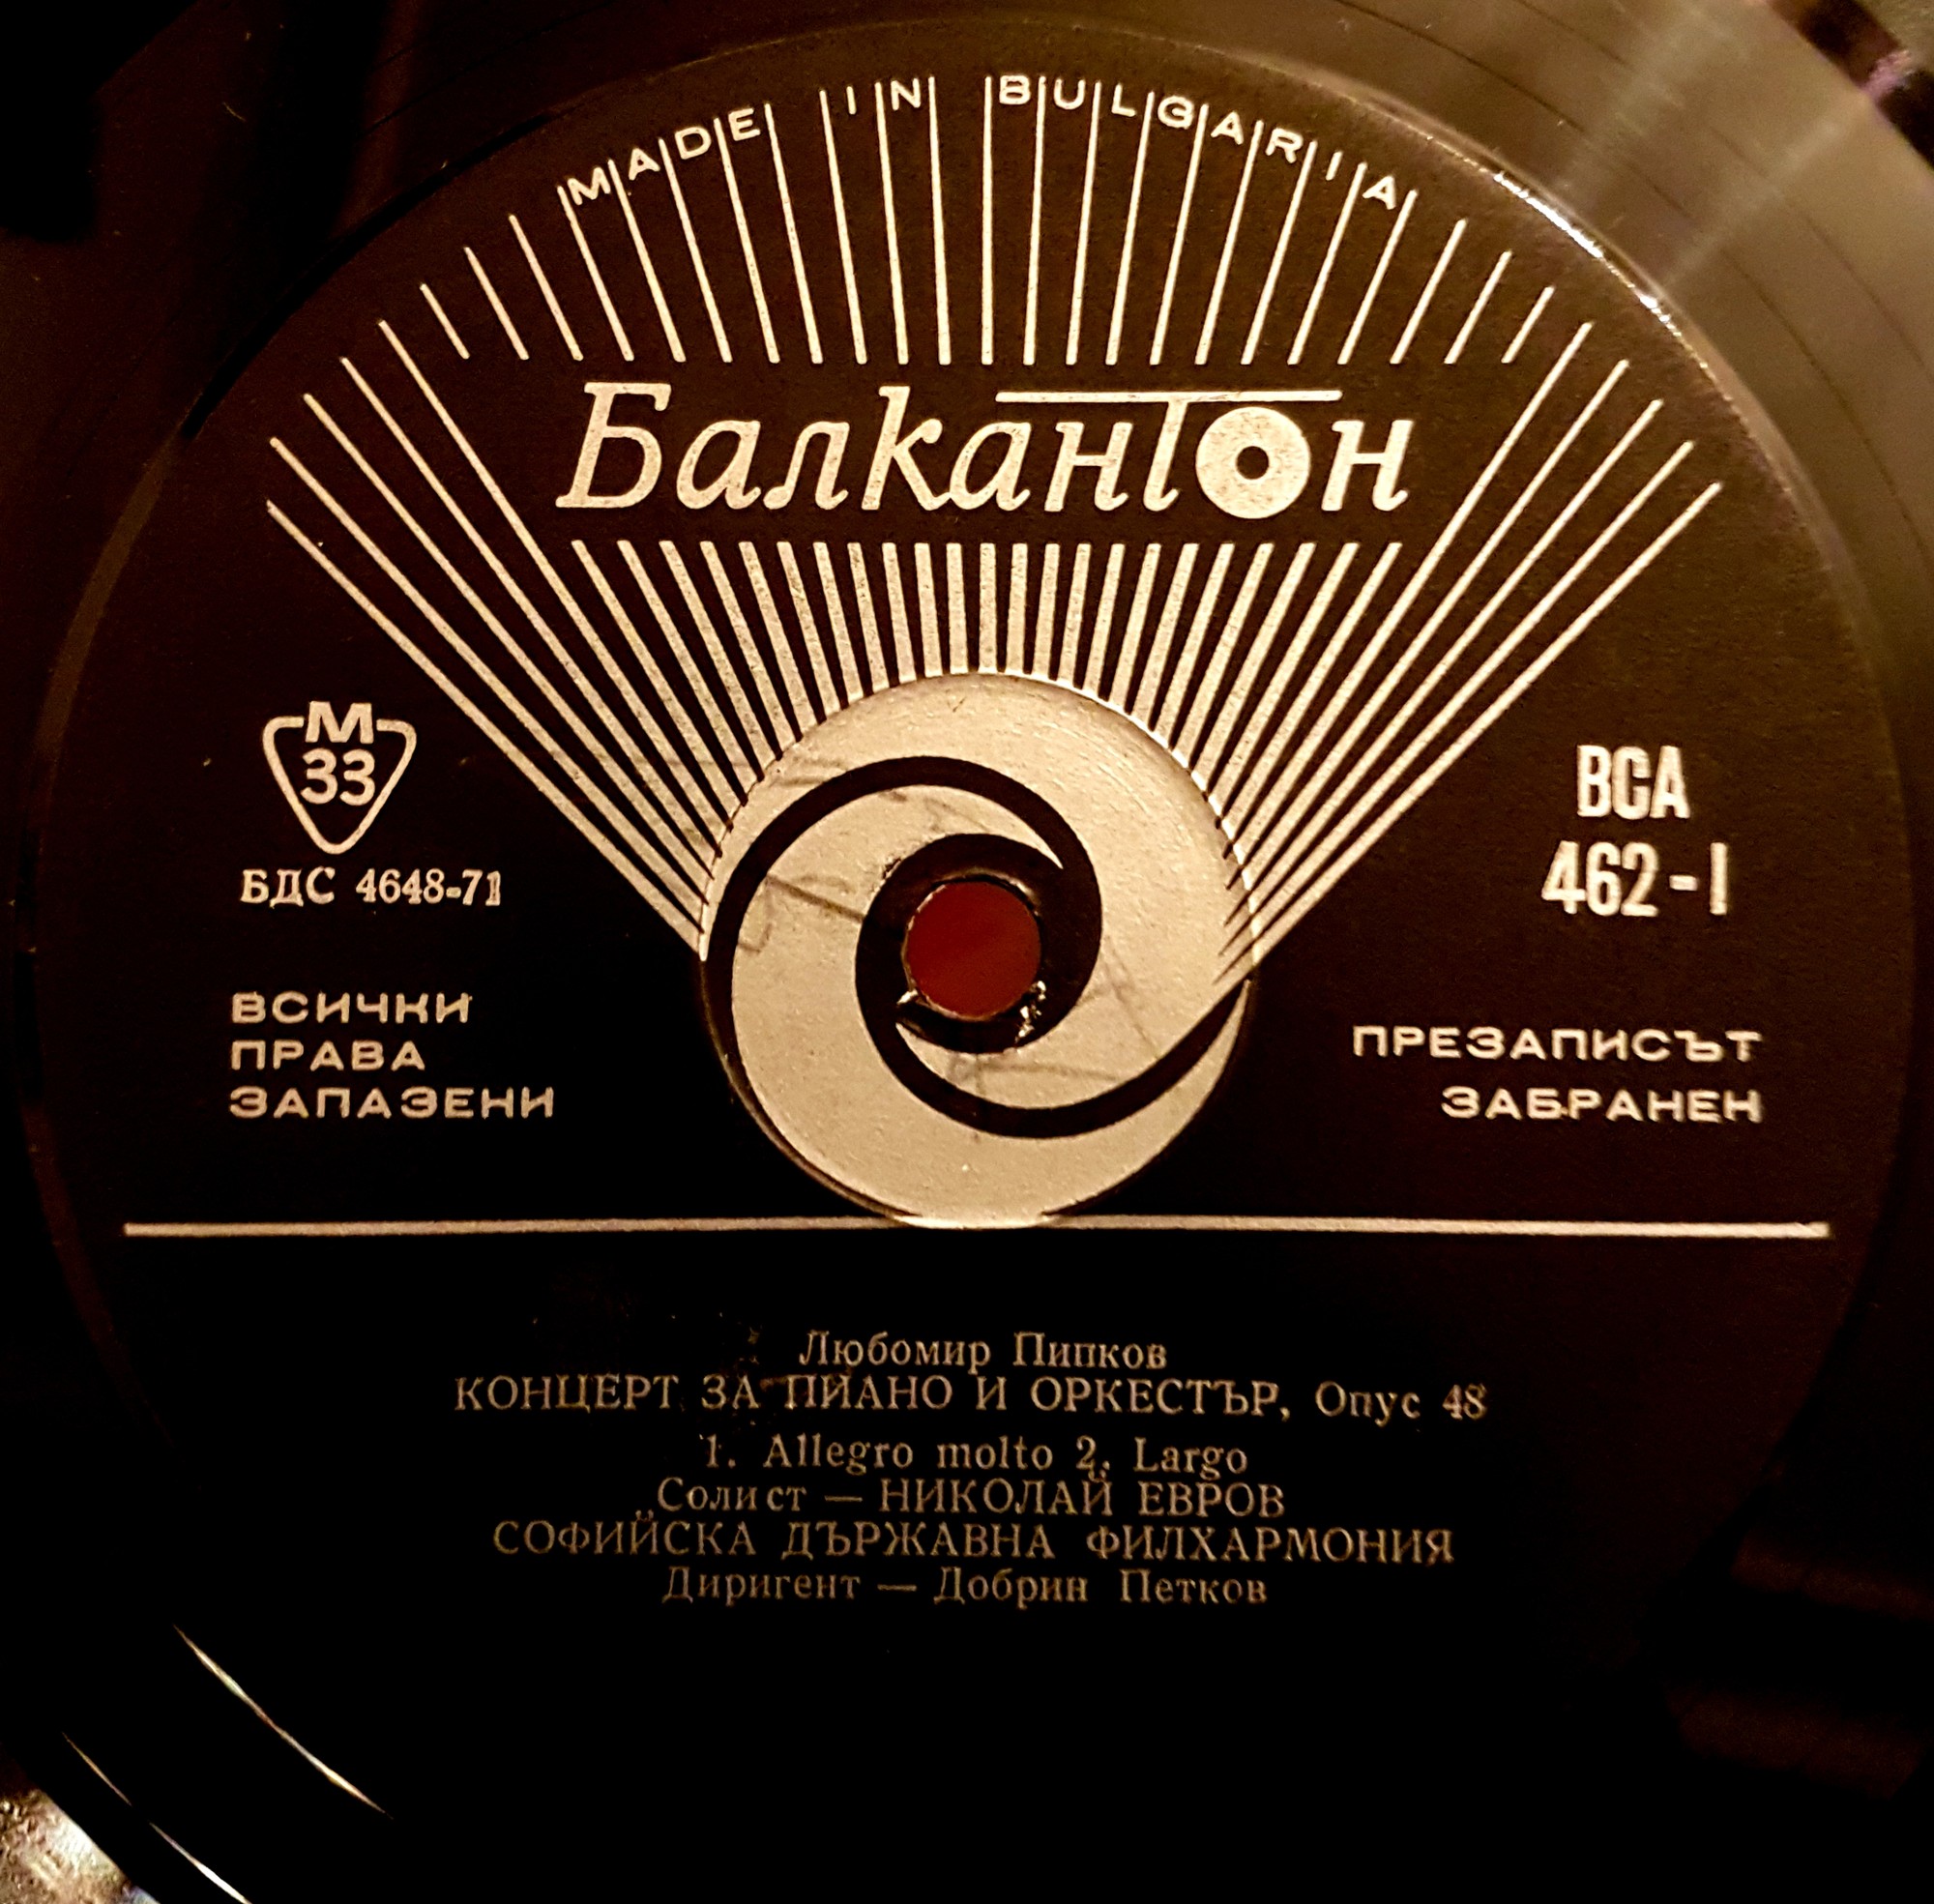 MADE IN BULGARIA
Балкантон
М
33
БДС 4648-71
ВСА
462-I
ВСИЧКИ
ПРАВА
ЗАПАЗЕНИ
ПРЕЗАПИСЪТ
ЗАБРАНЕН
Любомир Пипков
КОНЦЕРТ ЗА ПИАНО И ОРКЕСТЪР, Опус 48
1. Allegro molto 2. Largo
Солист — НИКОЛАЙ ЕВРОВ
СОФИЙСКА ДЪРЖАВНА ФИЛХАРМОНИЯ
Диригент — Добрин Петков